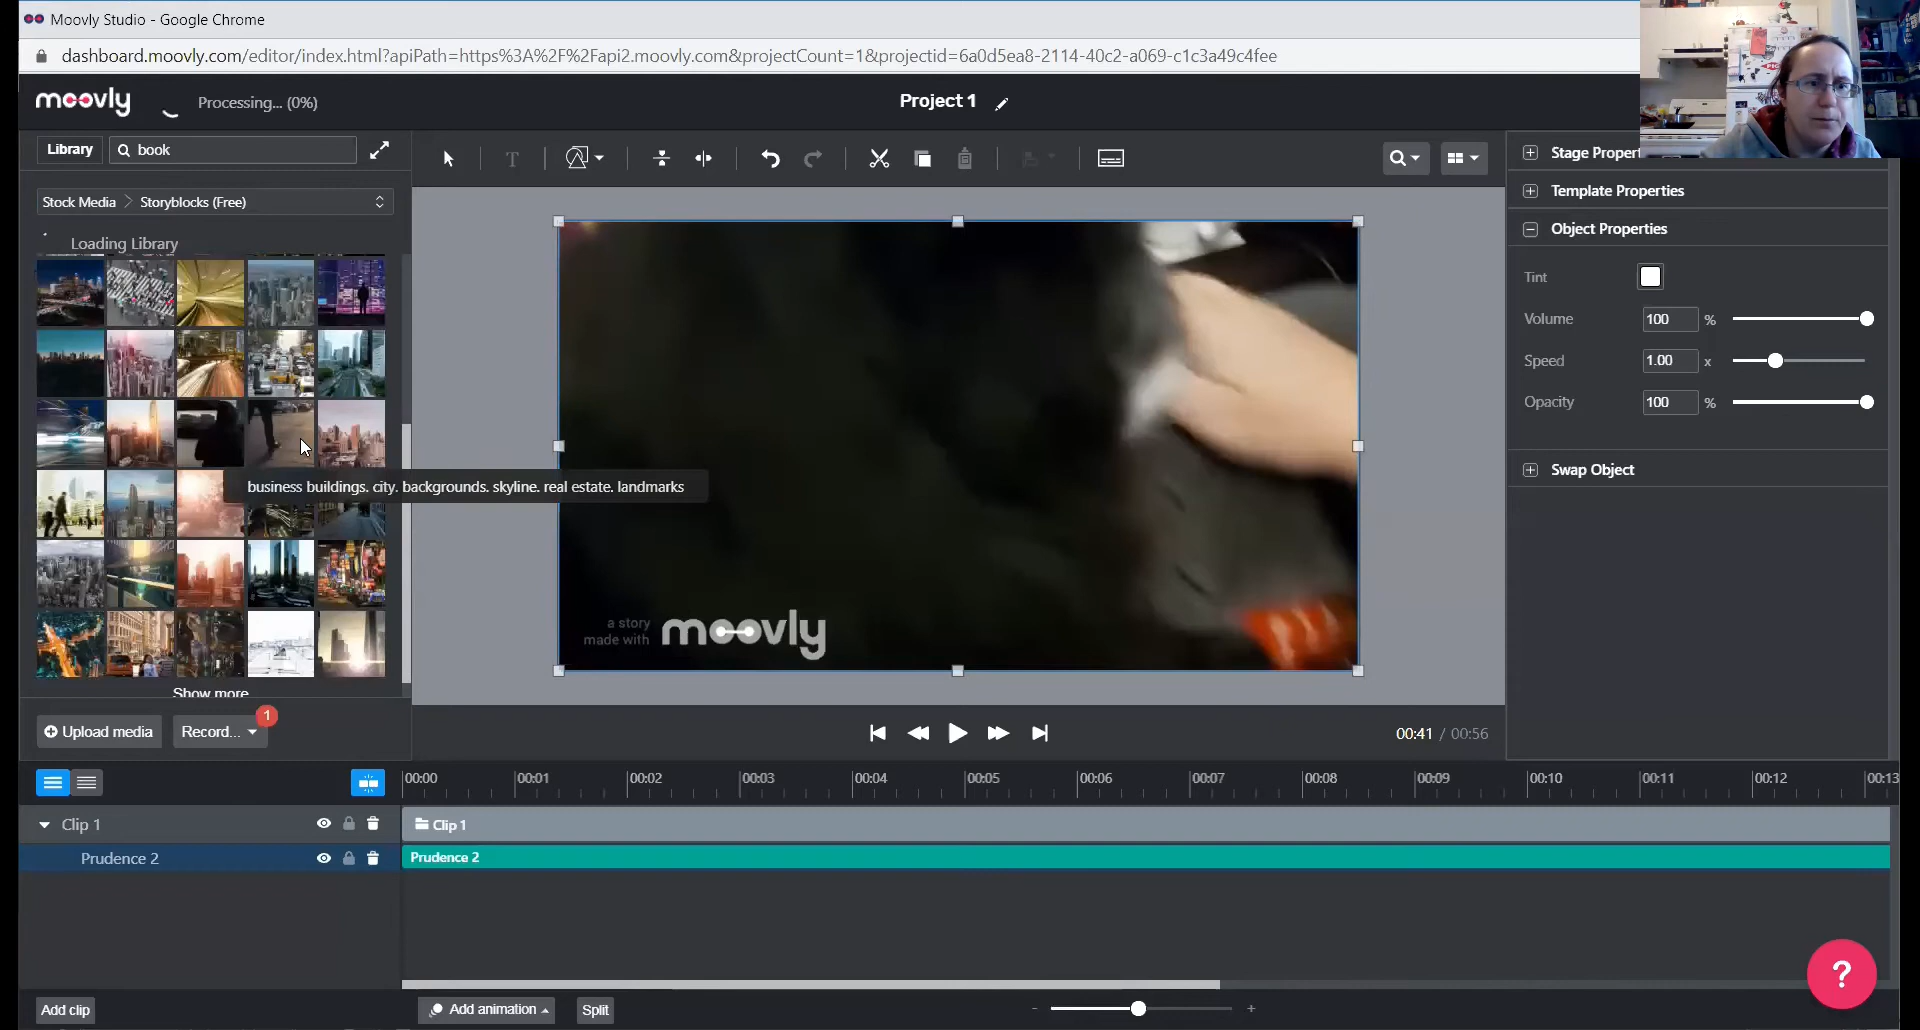 Moovly Studio - Google Chrome
dashboard.moovly.com/editor/index.html?apiPath=https%3A%2F%2Fapi2.moovly.com&projectCount=1&projectid=6a0d5ea8-2114-40c2-a069-c1c3a49c4fee
moovly
Processing... (0%)
Project 1
Library
book
Stock Media
Storyblocks (Free)
Loading Library
business buildings. city. backgrounds. skyline. real estate. landmarks
Show more
Upload media
Record...
1
a story
made with
moovly
00:41 / 00:56
Stage Propert
Template Properties
Object Properties
Tint
Volume
100 %
Speed
1.00 x
Opacity
100 %
Swap Object
00:00
00:01
00:02
00:03
00:04
00:05
00:06
00:07
00:08
00:09
00:10
00:11
00:12
00:13
Clip 1
Clip 1
Prudence 2
Prudence 2
Add clip
Add animation
Split
- +
?